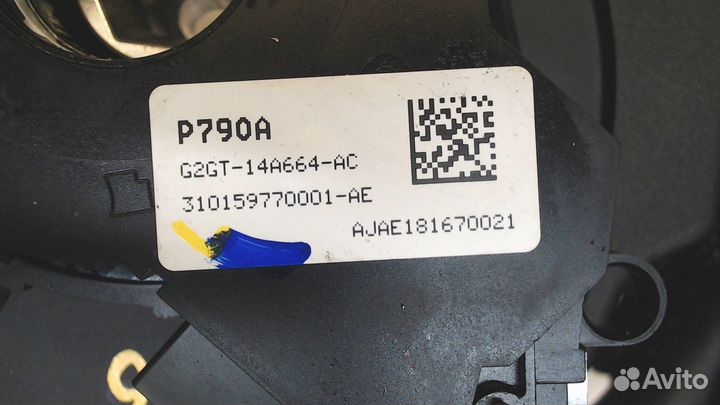 P790A
G2GT-14A664-AC
310159770001-AE
AJAE181670021
Avito